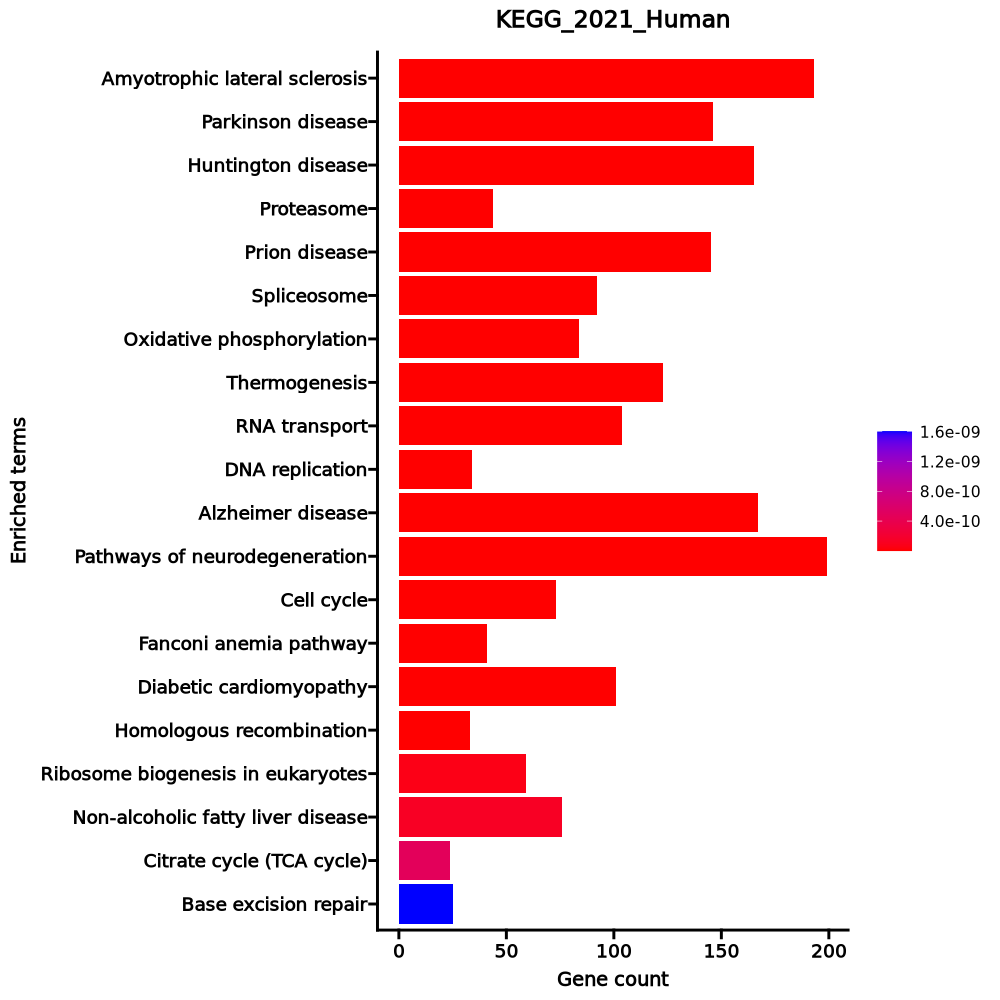 KEGG_2021_Human
Enriched terms
Amyotrophic lateral sclerosis
Parkinson disease
Huntington disease
Proteasome
Prion disease
Spliceosome
Oxidative phosphorylation
Thermogenesis
RNA transport
DNA replication
Alzheimer disease
Pathways of neurodegeneration
Cell cycle
Fanconi anemia pathway
Diabetic cardiomyopathy
Homologous recombination
Ribosome biogenesis in eukaryotes
Non-alcoholic fatty liver disease
Citrate cycle (TCA cycle)
Base excision repair
0 50 100 150 200
Gene count
1.6e-09
1.2e-09
8.0e-10
4.0e-10